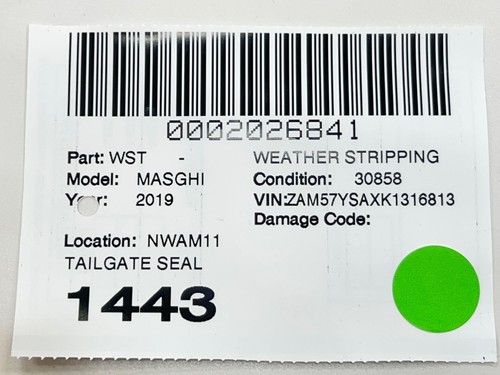 0002026841
Part: WST - WEATHER STRIPPING
Model: MASGHI Condition: 30858
Year: 2019 VIN:ZAM57YSAXK1316813
Damage Code:
Location: NWAM11
TAILGATE SEAL
1443